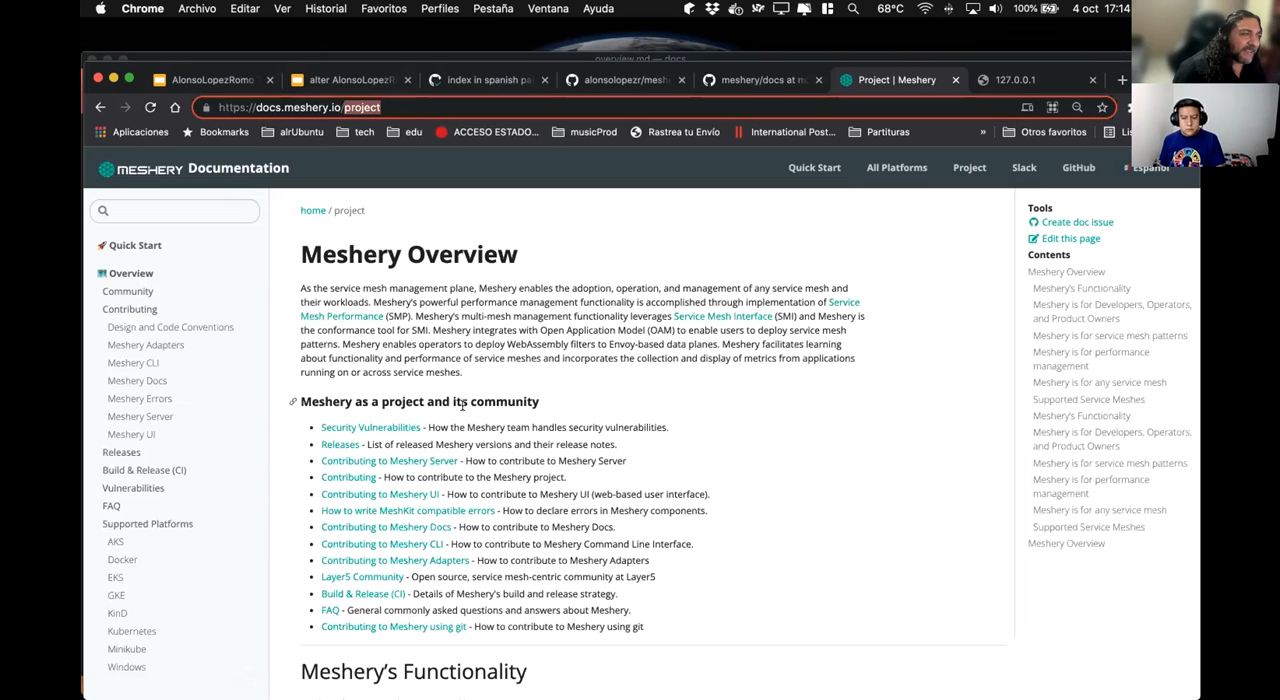 Chrome Archivo Editar Ver Historial Favoritos Perfiles Pestaña Ventana Ayuda 68°C 100% 4 oct 17:14
overview.md — docs
AlonsoLopezRomo alter AlonsoLopezR index in spanish pa alonsolopezr/mesh meshery/docs at m Project | Meshery 127.0.0.1
https://docs.meshery.io/project
Aplicaciones Bookmarks alrUbuntu tech edu ACCESO ESTADO... musicProd Rastrea tu Envío International Post... Partituras » Otros favoritos
MESHERY Documentation Quick Start All Platforms Project Slack GitHub Español
home / project
Meshery Overview
As the service mesh management plane, Meshery enables the adoption, operation, and management of any service mesh and
their workloads. Meshery's powerful performance management functionality is accomplished through implementation of Service
Mesh Performance (SMP). Meshery's multi-mesh management functionality leverages Service Mesh Interface (SMI) and Meshery is
the conformance tool for SMI. Meshery integrates with Open Application Model (OAM) to enable users to deploy service mesh
patterns. Meshery enables operators to deploy WebAssembly filters to Envoy-based data planes. Meshery facilitates learning
about functionality and performance of service meshes and incorporates the collection and display of metrics from applications
running on or across service meshes.
Meshery as a project and its community
Security Vulnerabilities - How the Meshery team handles security vulnerabilities.
Releases - List of released Meshery versions and their release notes.
Contributing to Meshery Server - How to contribute to Meshery Server
Contributing - How to contribute to the Meshery project.
Contributing to Meshery UI - How to contribute to Meshery UI (web-based user interface).
How to write MeshKit compatible errors - How to declare errors in Meshery components.
Contributing to Meshery Docs - How to contribute to Meshery Docs.
Contributing to Meshery CLI - How to contribute to Meshery Command Line Interface.
Contributing to Meshery Adapters - How to contribute to Meshery Adapters
Layer5 Community - Open source, service mesh-centric community at Layer5
Build & Release (CI) - Details of Meshery's build and release strategy.
FAQ - General commonly asked questions and answers about Meshery.
Contributing to Meshery using git - How to contribute to Meshery using git
Meshery's Functionality
Quick Start
Overview
Community
Contributing
Design and Code Conventions
Meshery Adapters
Meshery CLI
Meshery Docs
Meshery Errors
Meshery Server
Meshery UI
Releases
Build & Release (CI)
Vulnerabilities
FAQ
Supported Platforms
AKS
Docker
EKS
GKE
KinD
Kubernetes
Minikube
Windows
Tools
Create doc issue
Edit this page
Contents
Meshery Overview
Meshery's Functionality
Meshery is for Developers, Operators,
and Product Owners
Meshery is for service mesh patterns
Meshery is for performance
management
Meshery is for any service mesh
Supported Service Meshes
Meshery's Functionality
Meshery is for Developers, Operators,
and Product Owners
Meshery is for service mesh patterns
Meshery is for performance
management
Meshery is for any service mesh
Supported Service Meshes
Meshery Overview